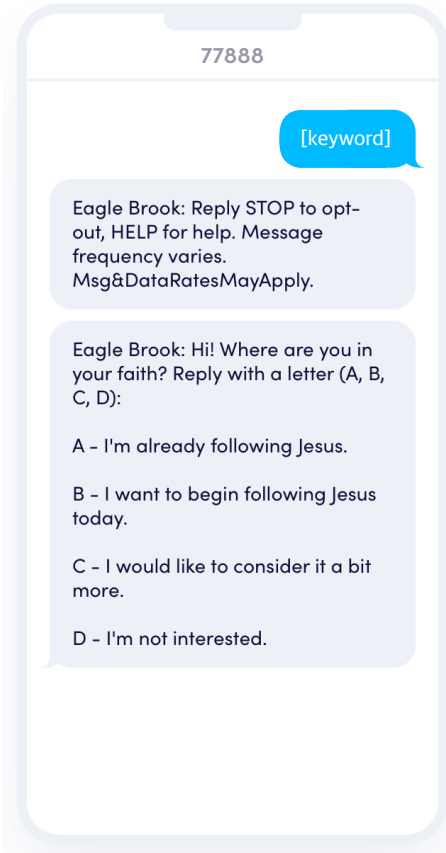 77888
[keyword]
Eagle Brook: Reply STOP to opt-
out, HELP for help. Message
frequency varies.
Msg&DataRatesMayApply.
Eagle Brook: Hi! Where are you in
your faith? Reply with a letter (A, B,
C, D):
A - I'm already following Jesus.
B - I want to begin following Jesus
today.
C - I would like to consider it a bit
more.
D - I'm not interested.